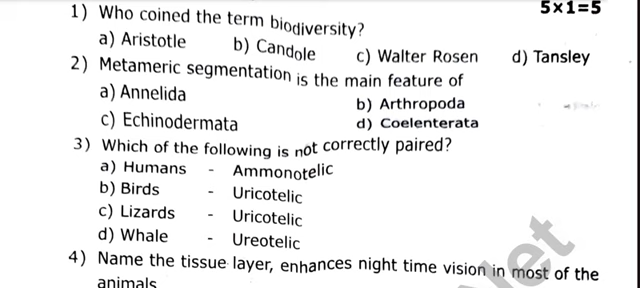 5×1=5
1) Who coined the term biodiversity?
a) Aristotle b) Candole c) Walter Rosen d) Tansley
2) Metameric segmentation is the main feature of
a) Annelida b) Arthropoda
c) Echinodermata d) Coelenterata
3) Which of the following is not correctly paired?
a) Humans - Ammonotelic
b) Birds - Uricotelic
c) Lizards - Uricotelic
d) Whale - Ureotelic
4) Name the tissue layer, enhances night time vision in most of the
animals